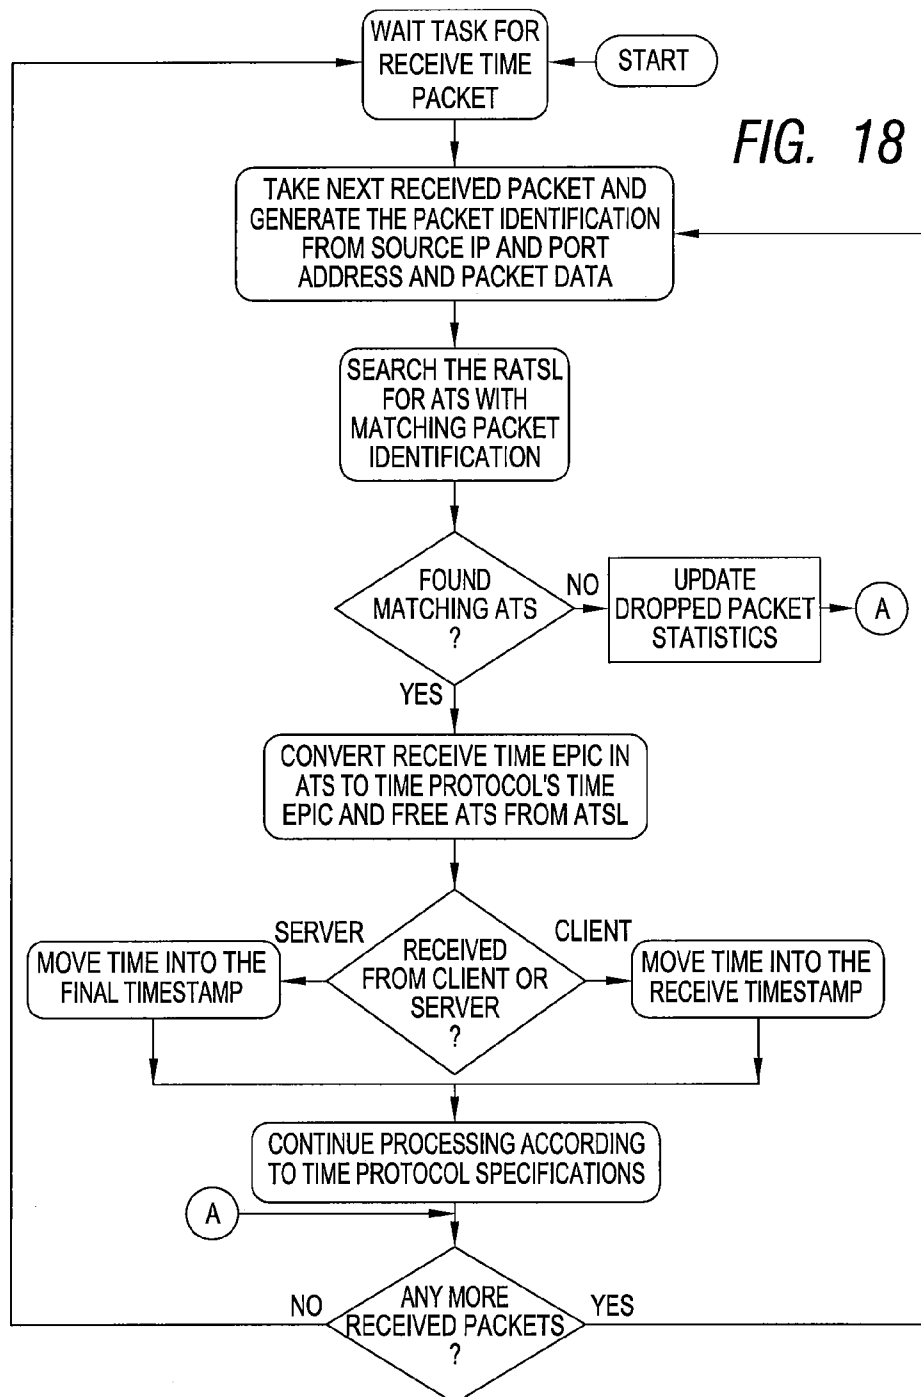 WAIT TASK FOR
RECEIVE TIME
PACKET
START
FIG. 18
TAKE NEXT RECEIVED PACKET AND
GENERATE THE PACKET IDENTIFICATION
FROM SOURCE IP AND PORT
ADDRESS AND PACKET DATA
SEARCH THE RATSL
FOR ATS WITH
MATCHING PACKET
IDENTIFICATION
FOUND
MATCHING ATS
?
NO
UPDATE
DROPPED PACKET
STATISTICS
A
YES
CONVERT RECEIVE TIME EPIC IN
ATS TO TIME PROTOCOL'S TIME
EPIC AND FREE ATS FROM ATSL
SERVER
RECEIVED
FROM CLIENT OR
SERVER
?
CLIENT
MOVE TIME INTO THE
FINAL TIMESTAMP
MOVE TIME INTO THE
RECEIVE TIMESTAMP
CONTINUE PROCESSING ACCORDING
TO TIME PROTOCOL SPECIFICATIONS
A
NO
ANY MORE
RECEIVED PACKETS
?
YES